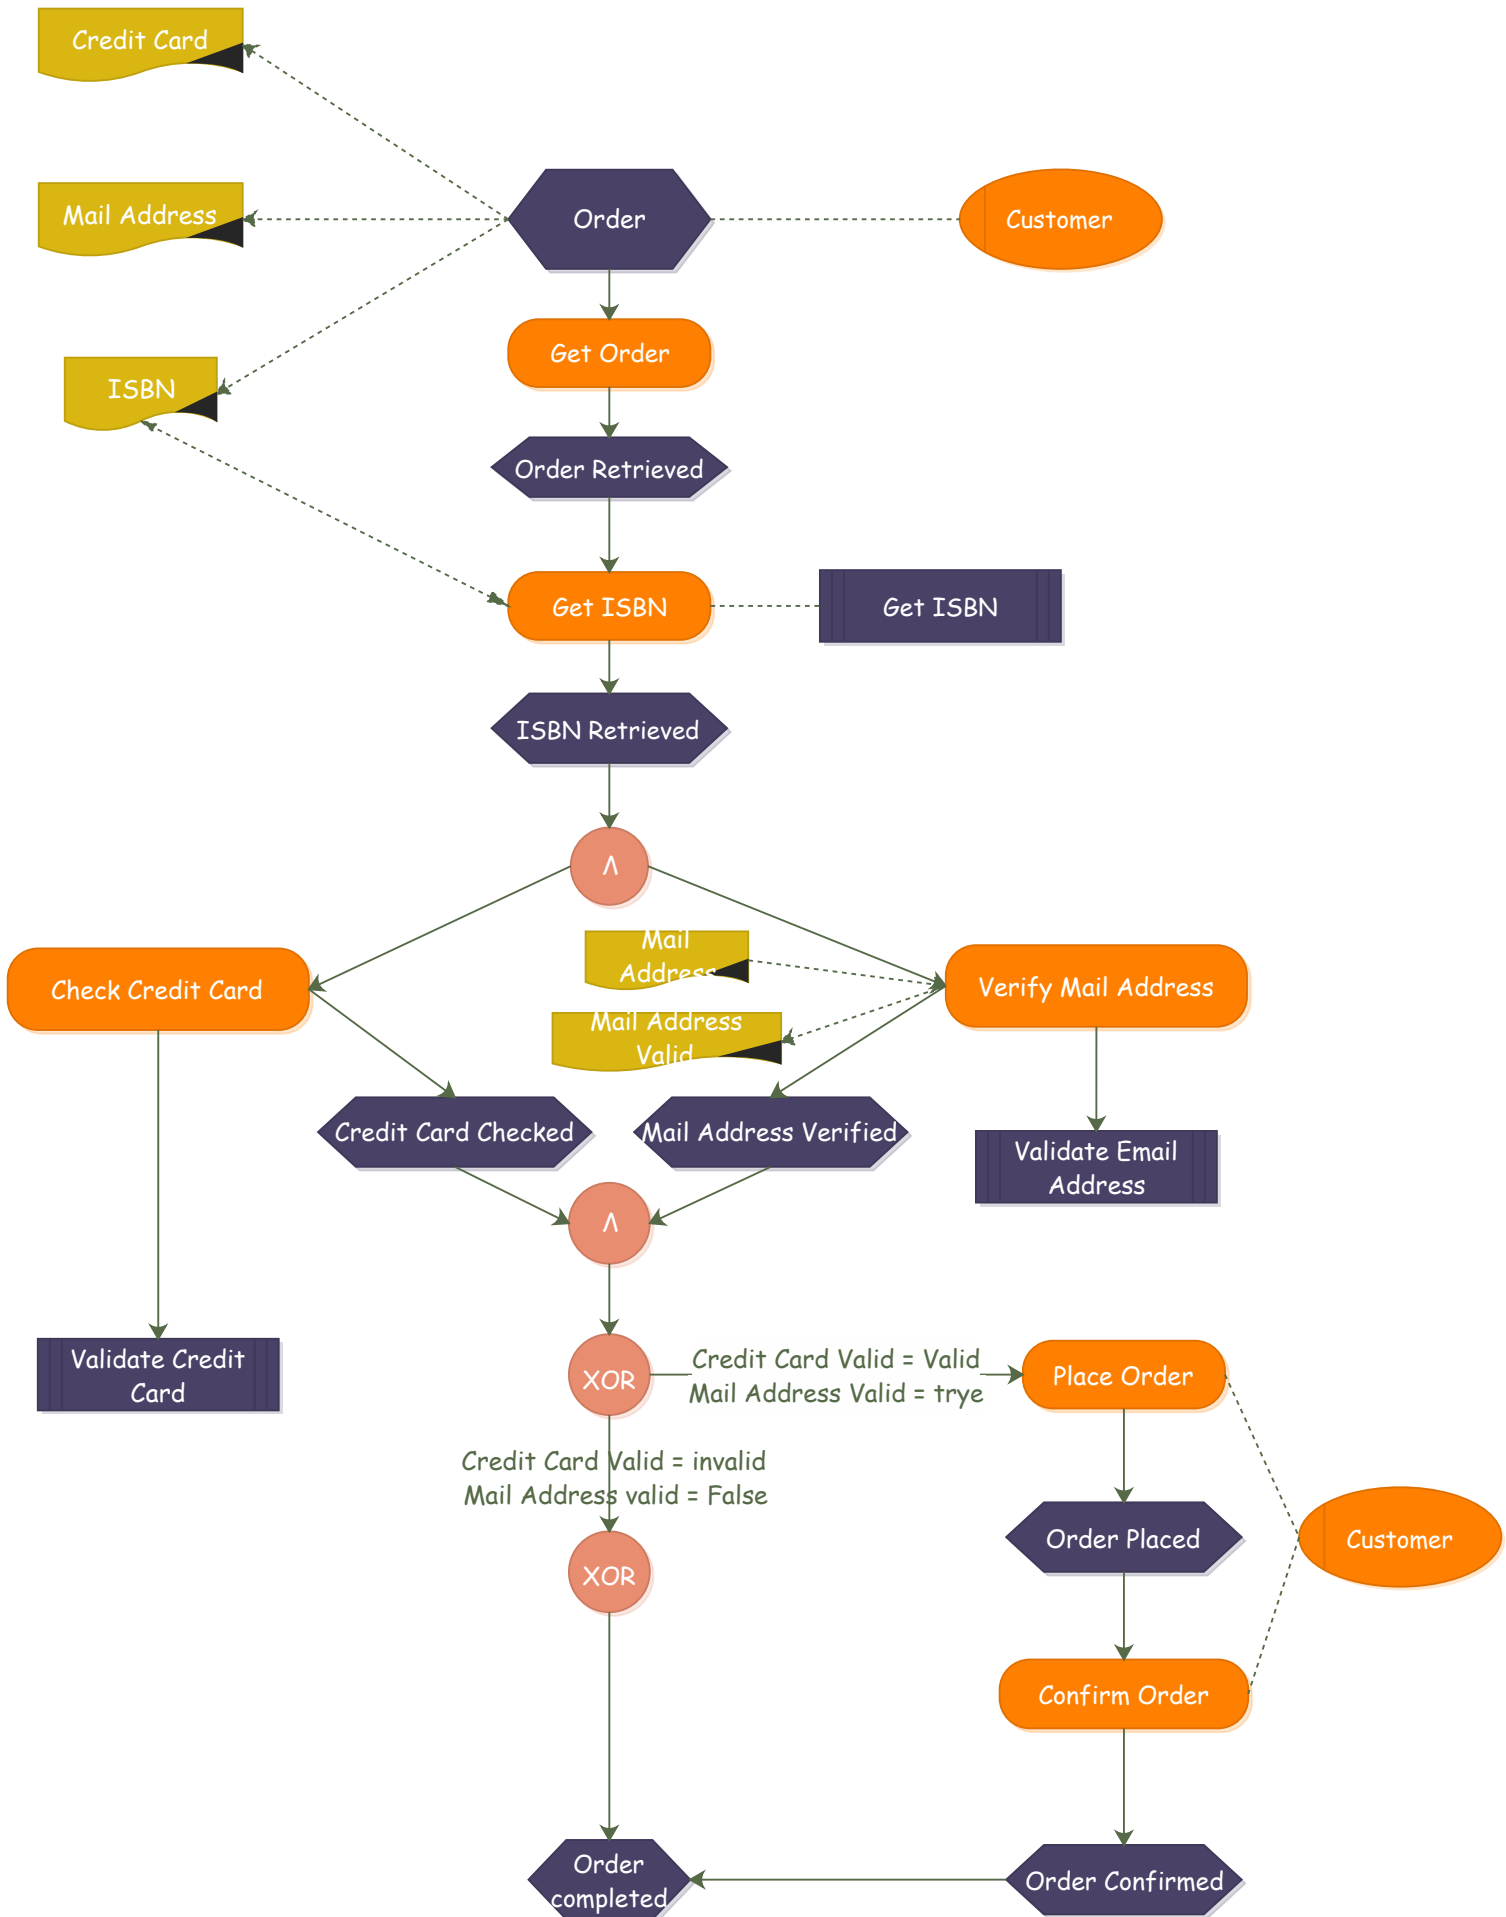 Credit Card
Mail Address
Order
Customer
Get Order
ISBN
Order Retrieved
Get ISBN
Get ISBN
ISBN Retrieved
Λ
Mail
Address
Check Credit Card
Verify Mail Address
Mail Address
Valid
Credit Card Checked
Mail Address Verified
Validate Email
Address
Λ
Validate Credit
Card
XOR
Credit Card Valid = Valid
Mail Address Valid = trye
Place Order
Credit Card Valid = invalid
Mail Address valid = False
Order Placed
Customer
XOR
Confirm Order
Order
completed
Order Confirmed